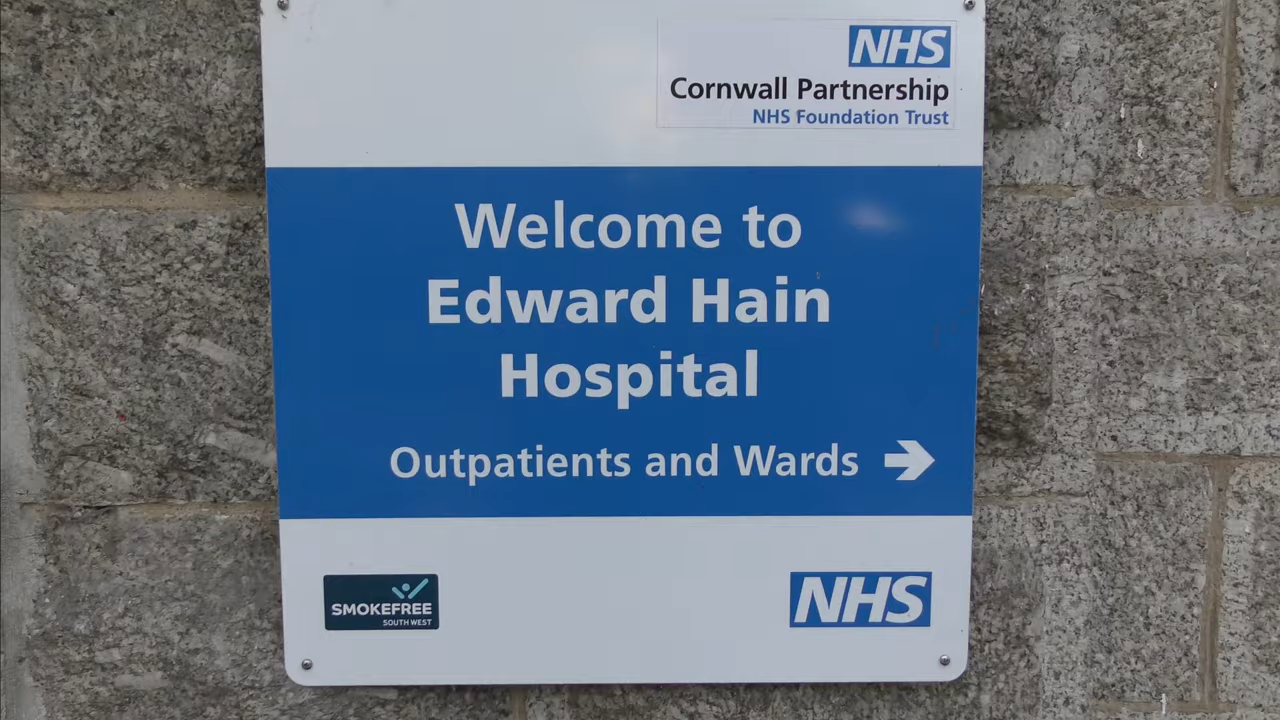 NHS
Cornwall Partnership
NHS Foundation Trust
Welcome to
Edward Hain
Hospital
Outpatients and Wards
SMOKEFREE
SOUTH WEST
NHS